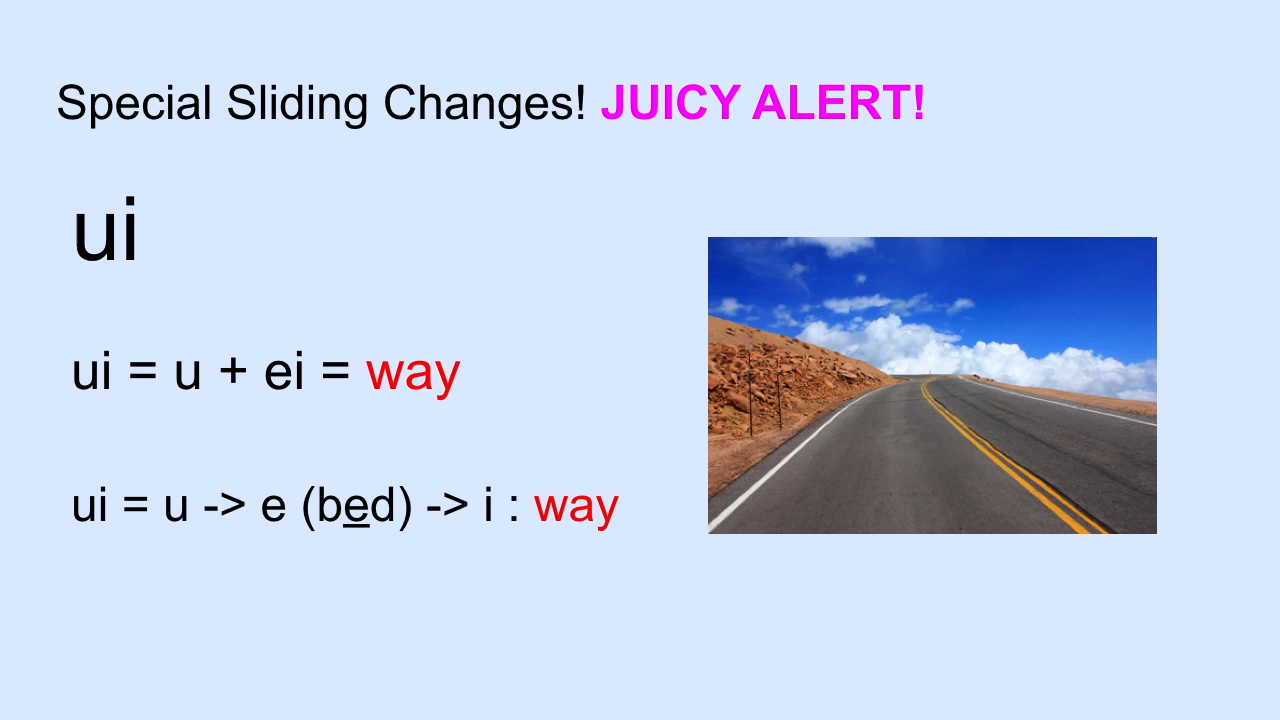 Special Sliding Changes! JUICY ALERT!
ui
ui = u + ei = way
ui = u -> e (bed) -> i : way